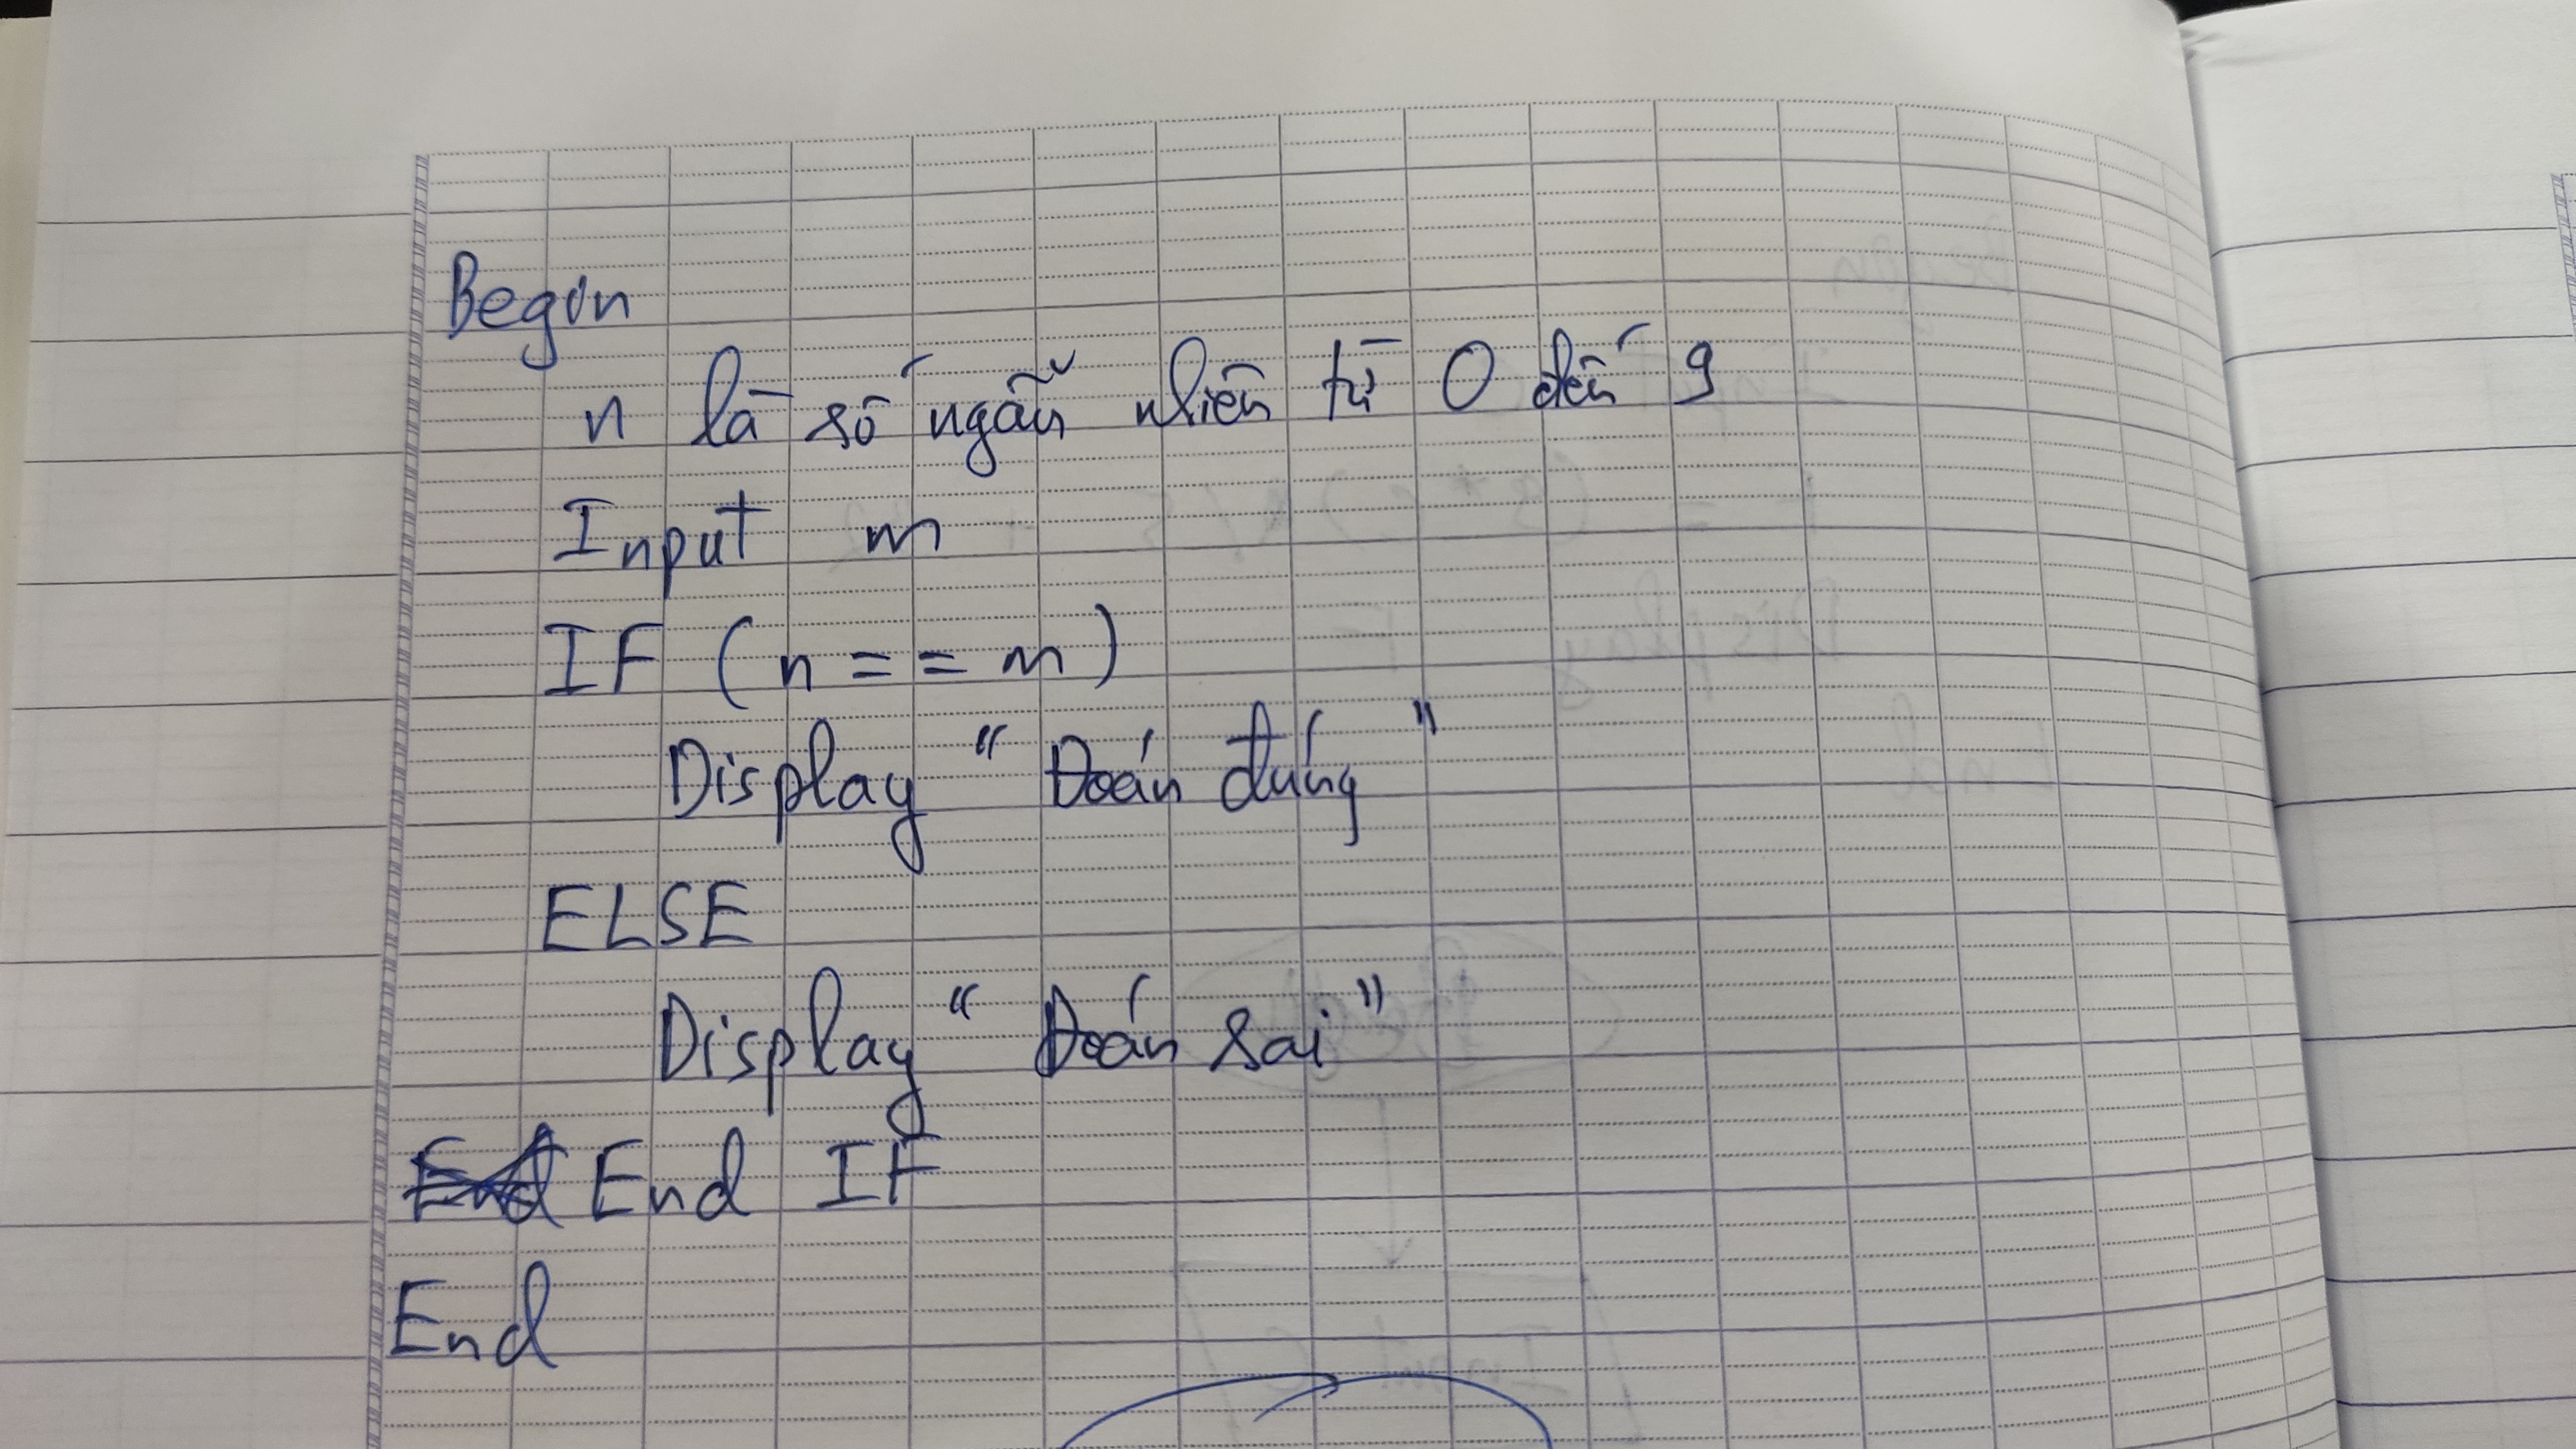 Begin
n là số ngẫu nhiên từ 0 đến 9
Input m
IF (n == m)
Display " Đoán đúng "
ELSE
Display " Đoán sai "
End IF
End